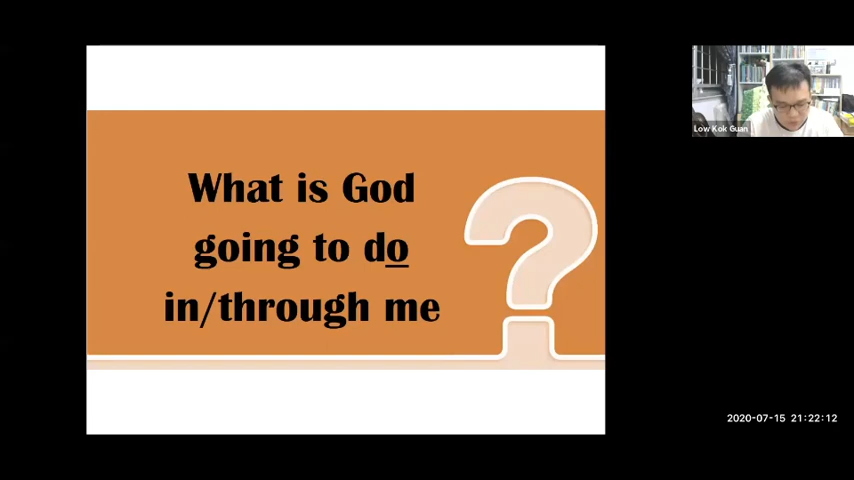 What is God
going to do
in/through me
?
Low Kok Guan
2020-07-15 21:22:12